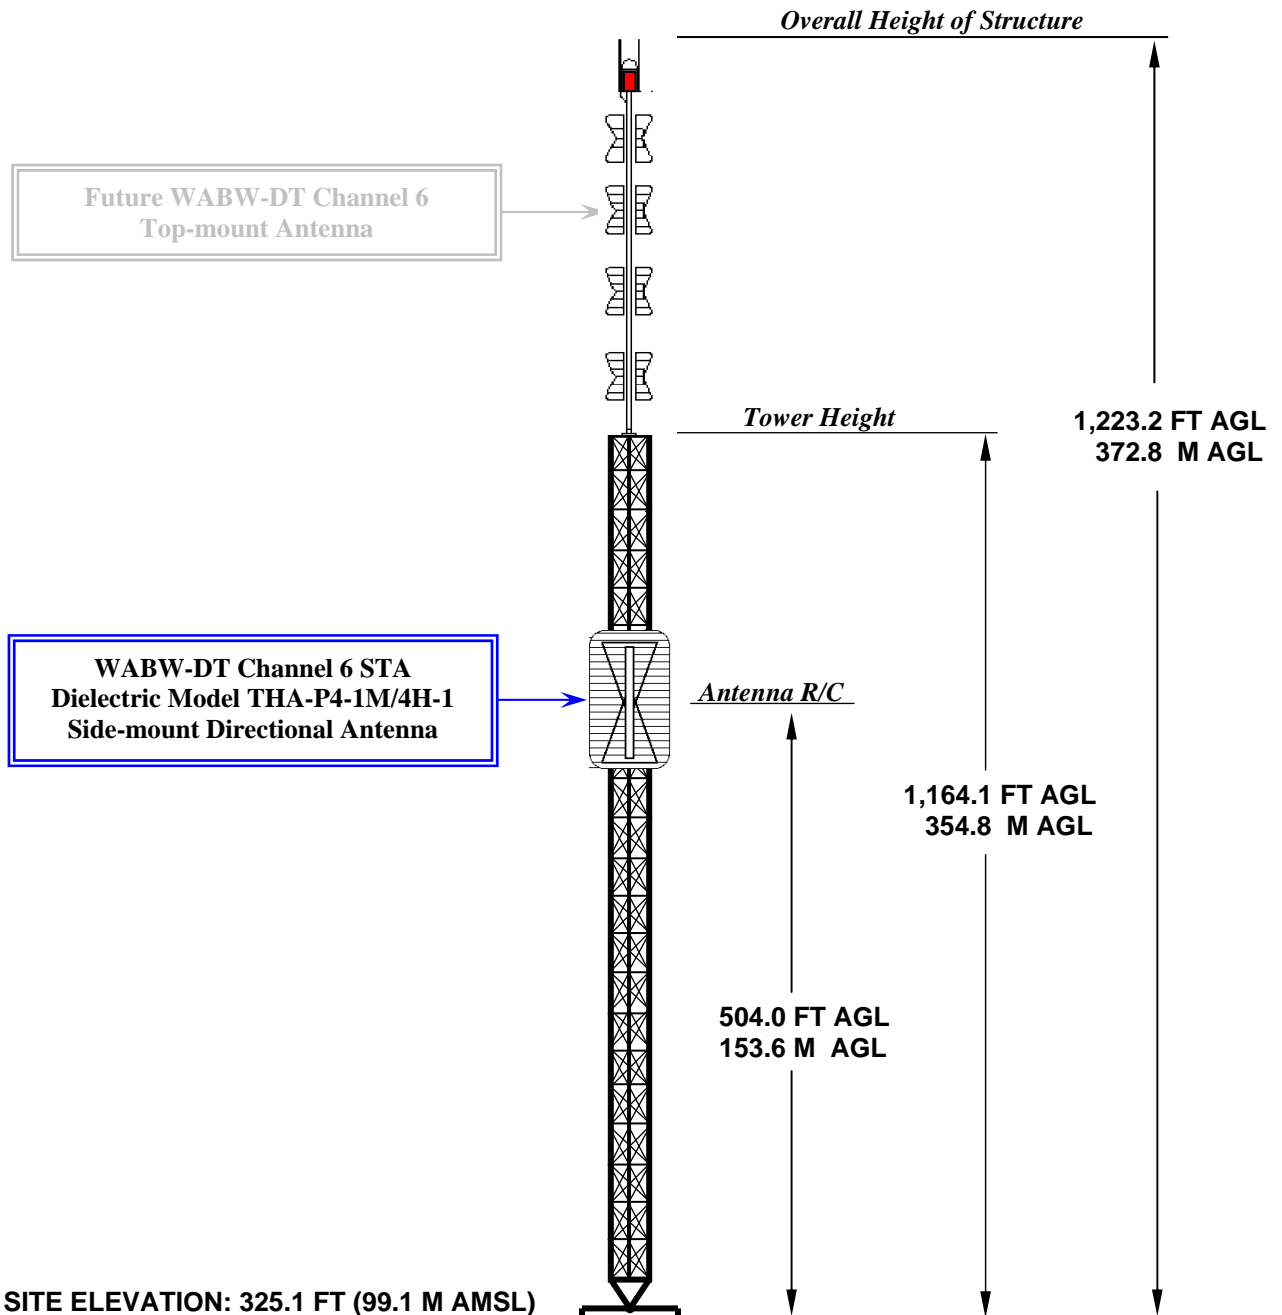 Overall Height of Structure
Future WABW-DT Channel 6
Top-mount Antenna
Tower Height
1,223.2 FT AGL
372.8 M AGL
WABW-DT Channel 6 STA
Dielectric Model THA-P4-1M/4H-1
Side-mount Directional Antenna
Antenna R/C
1,164.1 FT AGL
354.8 M AGL
504.0 FT AGL
153.6 M AGL
SITE ELEVATION: 325.1 FT (99.1 M AMSL)